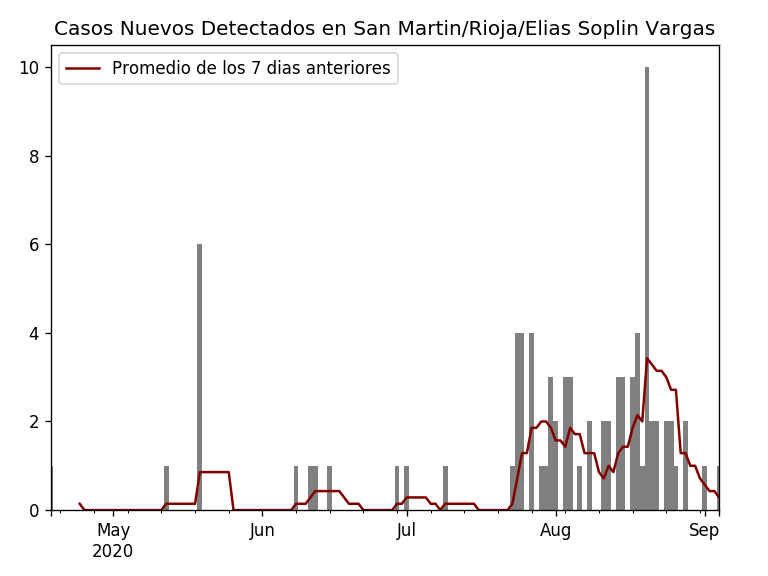 Casos Nuevos Detectados en San Martin/Rioja/Elias Soplin Vargas
Promedio de los 7 dias anteriores
10
8
6
4
2
0
May
2020
Jun
Jul
Aug
Sep